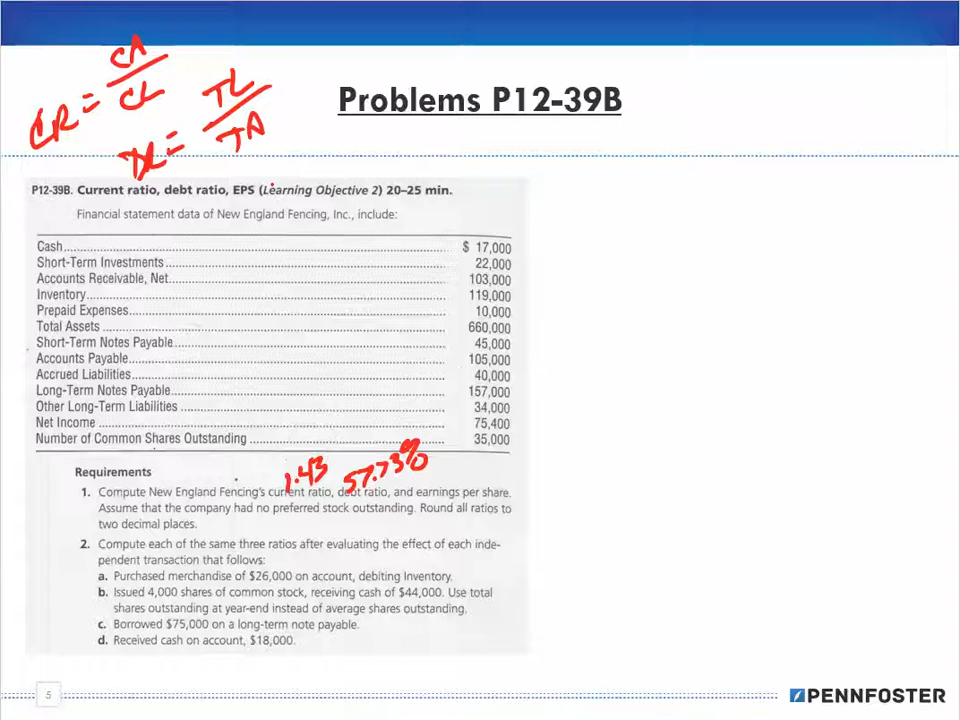 CR = CA / CL
DR = TL / TA
Problems P12-39B
P12-39B. Current ratio, debt ratio, EPS (Learning Objective 2) 20–25 min.
Financial statement data of New England Fencing, Inc., include:
Cash $ 17,000
Short-Term Investments 22,000
Accounts Receivable, Net 103,000
Inventory 119,000
Prepaid Expenses 10,000
Total Assets 660,000
Short-Term Notes Payable 45,000
Accounts Payable 105,000
Accrued Liabilities 40,000
Long-Term Notes Payable 157,000
Other Long-Term Liabilities 34,000
Net Income 75,400
Number of Common Shares Outstanding 35,000
Requirements
1.43 57.73%
1. Compute New England Fencing's current ratio, debt ratio, and earnings per share.
Assume that the company had no preferred stock outstanding. Round all ratios to
two decimal places.
2. Compute each of the same three ratios after evaluating the effect of each inde-
pendent transaction that follows:
a. Purchased merchandise of $26,000 on account, debiting Inventory.
b. Issued 4,000 shares of common stock, receiving cash of $44,000. Use total
shares outstanding at year-end instead of average shares outstanding.
c. Borrowed $75,000 on a long-term note payable.
d. Received cash on account, $18,000.
5
PENNFOSTER